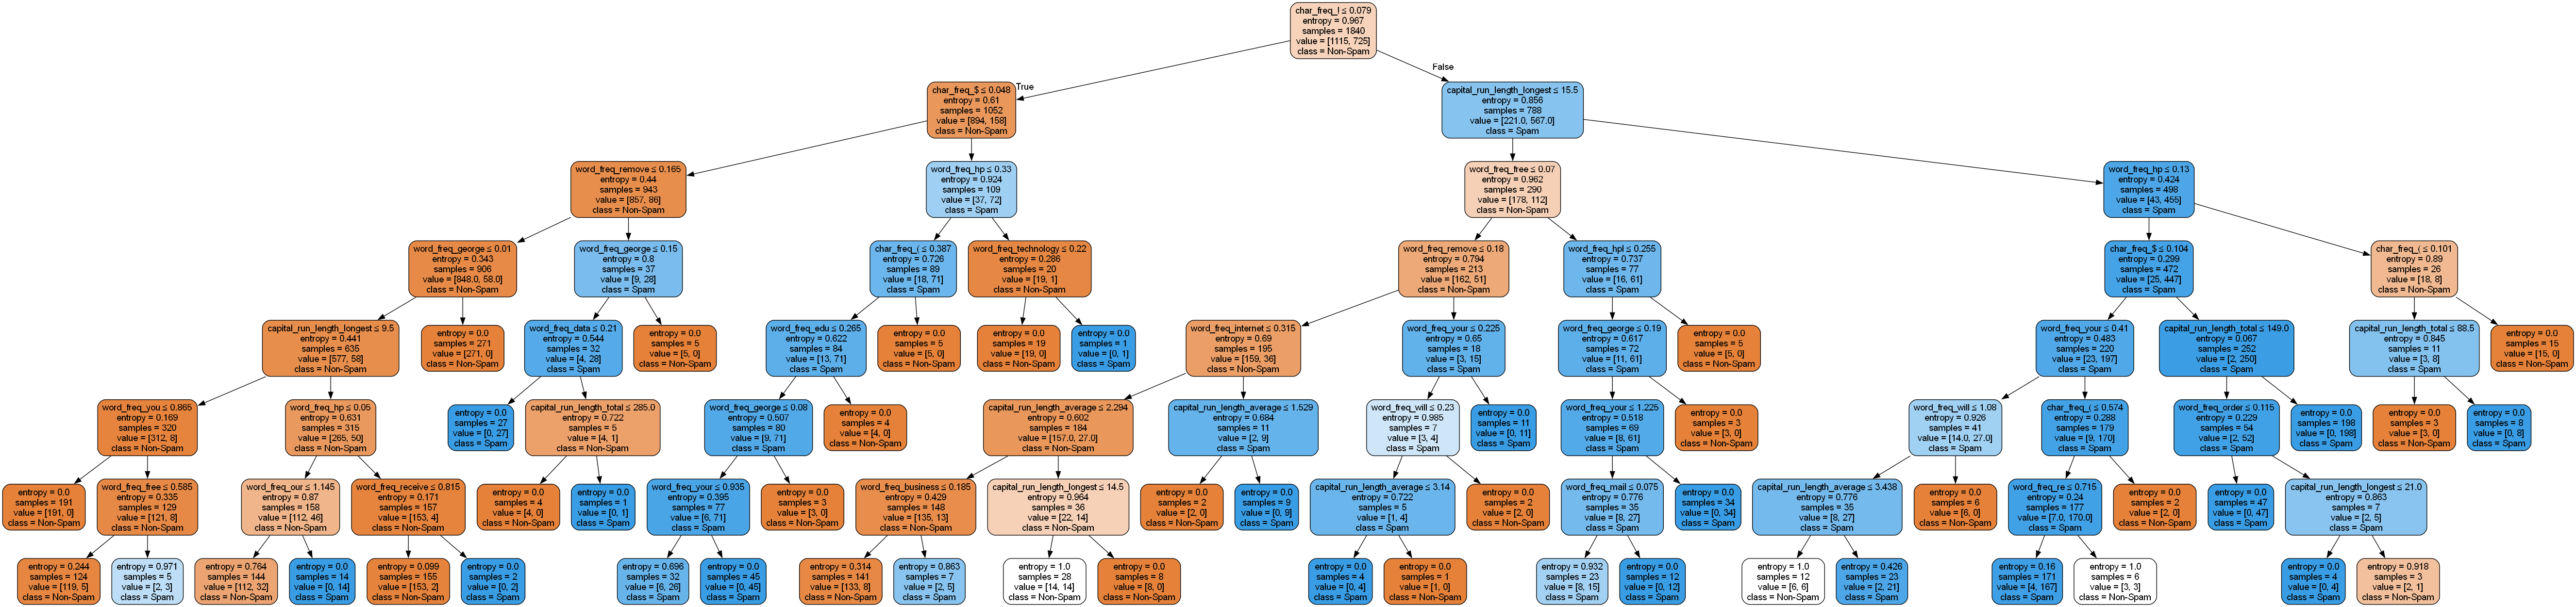 char_freq_! ≤ 0.079
entropy = 0.967
samples = 1840
value = [1115, 725]
class = Non-Spam
True
False
char_freq_$ ≤ 0.048
entropy = 0.61
samples = 1052
value = [894, 158]
class = Non-Spam
capital_run_length_longest ≤ 15.5
entropy = 0.856
samples = 788
value = [221.0, 567.0]
class = Spam
word_freq_remove ≤ 0.165
entropy = 0.44
samples = 943
value = [857, 86]
class = Non-Spam
word_freq_hp ≤ 0.33
entropy = 0.924
samples = 109
value = [37, 72]
class = Spam
word_freq_free ≤ 0.07
entropy = 0.962
samples = 290
value = [178, 112]
class = Non-Spam
word_freq_hp ≤ 0.13
entropy = 0.424
samples = 498
value = [43, 455]
class = Spam
word_freq_george ≤ 0.01
entropy = 0.343
samples = 906
value = [848.0, 58.0]
class = Non-Spam
word_freq_george ≤ 0.15
entropy = 0.8
samples = 37
value = [9, 28]
class = Spam
char_freq_( ≤ 0.387
entropy = 0.726
samples = 89
value = [18, 71]
class = Spam
word_freq_technology ≤ 0.22
entropy = 0.286
samples = 20
value = [19, 1]
class = Non-Spam
word_freq_remove ≤ 0.18
entropy = 0.794
samples = 213
value = [162, 51]
class = Non-Spam
word_freq_hpl ≤ 0.255
entropy = 0.737
samples = 77
value = [16, 61]
class = Spam
char_freq_$ ≤ 0.104
entropy = 0.299
samples = 472
value = [25, 447]
class = Spam
char_freq_( ≤ 0.101
entropy = 0.89
samples = 26
value = [18, 8]
class = Non-Spam
capital_run_length_longest ≤ 9.5
entropy = 0.441
samples = 635
value = [577, 58]
class = Non-Spam
entropy = 0.0
samples = 271
value = [271, 0]
class = Non-Spam
word_freq_data ≤ 0.21
entropy = 0.544
samples = 32
value = [4, 28]
class = Spam
entropy = 0.0
samples = 5
value = [5, 0]
class = Non-Spam
word_freq_edu ≤ 0.265
entropy = 0.622
samples = 84
value = [13, 71]
class = Spam
entropy = 0.0
samples = 5
value = [5, 0]
class = Non-Spam
entropy = 0.0
samples = 19
value = [19, 0]
class = Non-Spam
entropy = 0.0
samples = 1
value = [0, 1]
class = Spam
word_freq_internet ≤ 0.315
entropy = 0.69
samples = 195
value = [159, 36]
class = Non-Spam
word_freq_your ≤ 0.225
entropy = 0.65
samples = 18
value = [3, 15]
class = Spam
word_freq_george ≤ 0.19
entropy = 0.617
samples = 72
value = [11, 61]
class = Spam
entropy = 0.0
samples = 5
value = [5, 0]
class = Non-Spam
word_freq_your ≤ 0.41
entropy = 0.483
samples = 220
value = [23, 197]
class = Spam
capital_run_length_total ≤ 149.0
entropy = 0.067
samples = 252
value = [2, 250]
class = Spam
capital_run_length_total ≤ 88.5
entropy = 0.845
samples = 11
value = [3, 8]
class = Spam
entropy = 0.0
samples = 15
value = [15, 0]
class = Non-Spam
word_freq_you ≤ 0.865
entropy = 0.169
samples = 320
value = [312, 8]
class = Non-Spam
word_freq_hp ≤ 0.05
entropy = 0.631
samples = 315
value = [265, 50]
class = Non-Spam
entropy = 0.0
samples = 27
value = [0, 27]
class = Spam
capital_run_length_total ≤ 285.0
entropy = 0.722
samples = 5
value = [4, 1]
class = Non-Spam
word_freq_george ≤ 0.08
entropy = 0.507
samples = 80
value = [9, 71]
class = Spam
entropy = 0.0
samples = 4
value = [4, 0]
class = Non-Spam
capital_run_length_average ≤ 2.294
entropy = 0.602
samples = 184
value = [157.0, 27.0]
class = Non-Spam
capital_run_length_average ≤ 1.529
entropy = 0.684
samples = 11
value = [2, 9]
class = Spam
word_freq_will ≤ 0.23
entropy = 0.985
samples = 7
value = [3, 4]
class = Spam
entropy = 0.0
samples = 11
value = [0, 11]
class = Spam
word_freq_your ≤ 1.225
entropy = 0.518
samples = 69
value = [8, 61]
class = Spam
entropy = 0.0
samples = 3
value = [3, 0]
class = Non-Spam
word_freq_will ≤ 1.08
entropy = 0.926
samples = 41
value = [14.0, 27.0]
class = Spam
char_freq_( ≤ 0.574
entropy = 0.288
samples = 179
value = [9, 170]
class = Spam
word_freq_order ≤ 0.115
entropy = 0.229
samples = 54
value = [2, 52]
class = Spam
entropy = 0.0
samples = 198
value = [0, 198]
class = Spam
entropy = 0.0
samples = 3
value = [3, 0]
class = Non-Spam
entropy = 0.0
samples = 8
value = [0, 8]
class = Spam
entropy = 0.0
samples = 191
value = [191, 0]
class = Non-Spam
word_freq_free ≤ 0.585
entropy = 0.335
samples = 129
value = [121, 8]
class = Non-Spam
word_freq_our ≤ 1.145
entropy = 0.87
samples = 158
value = [112, 46]
class = Non-Spam
word_freq_receive ≤ 0.815
entropy = 0.171
samples = 157
value = [153, 4]
class = Non-Spam
entropy = 0.0
samples = 4
value = [4, 0]
class = Non-Spam
entropy = 0.0
samples = 1
value = [0, 1]
class = Spam
word_freq_your ≤ 0.935
entropy = 0.395
samples = 77
value = [6, 71]
class = Spam
entropy = 0.0
samples = 3
value = [3, 0]
class = Non-Spam
word_freq_business ≤ 0.185
entropy = 0.429
samples = 148
value = [135, 13]
class = Non-Spam
capital_run_length_longest ≤ 14.5
entropy = 0.964
samples = 36
value = [22, 14]
class = Non-Spam
entropy = 0.0
samples = 2
value = [2, 0]
class = Non-Spam
entropy = 0.0
samples = 9
value = [0, 9]
class = Spam
capital_run_length_average ≤ 3.14
entropy = 0.722
samples = 5
value = [1, 4]
class = Spam
entropy = 0.0
samples = 2
value = [2, 0]
class = Non-Spam
word_freq_mail ≤ 0.075
entropy = 0.776
samples = 35
value = [8, 27]
class = Spam
entropy = 0.0
samples = 34
value = [0, 34]
class = Spam
capital_run_length_average ≤ 3.438
entropy = 0.776
samples = 35
value = [8, 27]
class = Spam
entropy = 0.0
samples = 6
value = [6, 0]
class = Non-Spam
word_freq_re ≤ 0.715
entropy = 0.24
samples = 177
value = [7.0, 170.0]
class = Spam
entropy = 0.0
samples = 2
value = [2, 0]
class = Non-Spam
entropy = 0.0
samples = 47
value = [0, 47]
class = Spam
capital_run_length_longest ≤ 21.0
entropy = 0.863
samples = 7
value = [2, 5]
class = Spam
entropy = 0.244
samples = 124
value = [119, 5]
class = Non-Spam
entropy = 0.971
samples = 5
value = [2, 3]
class = Spam
entropy = 0.764
samples = 144
value = [112, 32]
class = Non-Spam
entropy = 0.0
samples = 14
value = [0, 14]
class = Spam
entropy = 0.099
samples = 155
value = [153, 2]
class = Non-Spam
entropy = 0.0
samples = 2
value = [0, 2]
class = Spam
entropy = 0.696
samples = 32
value = [6, 26]
class = Spam
entropy = 0.0
samples = 45
value = [0, 45]
class = Spam
entropy = 0.314
samples = 141
value = [133, 8]
class = Non-Spam
entropy = 0.863
samples = 7
value = [2, 5]
class = Spam
entropy = 1.0
samples = 28
value = [14, 14]
class = Non-Spam
entropy = 0.0
samples = 8
value = [8, 0]
class = Non-Spam
entropy = 0.0
samples = 4
value = [0, 4]
class = Spam
entropy = 0.0
samples = 1
value = [1, 0]
class = Non-Spam
entropy = 0.932
samples = 23
value = [8, 15]
class = Spam
entropy = 0.0
samples = 12
value = [0, 12]
class = Spam
entropy = 1.0
samples = 12
value = [6, 6]
class = Non-Spam
entropy = 0.426
samples = 23
value = [2, 21]
class = Spam
entropy = 0.16
samples = 171
value = [4, 167]
class = Spam
entropy = 1.0
samples = 6
value = [3, 3]
class = Non-Spam
entropy = 0.0
samples = 4
value = [0, 4]
class = Spam
entropy = 0.918
samples = 3
value = [2, 1]
class = Non-Spam